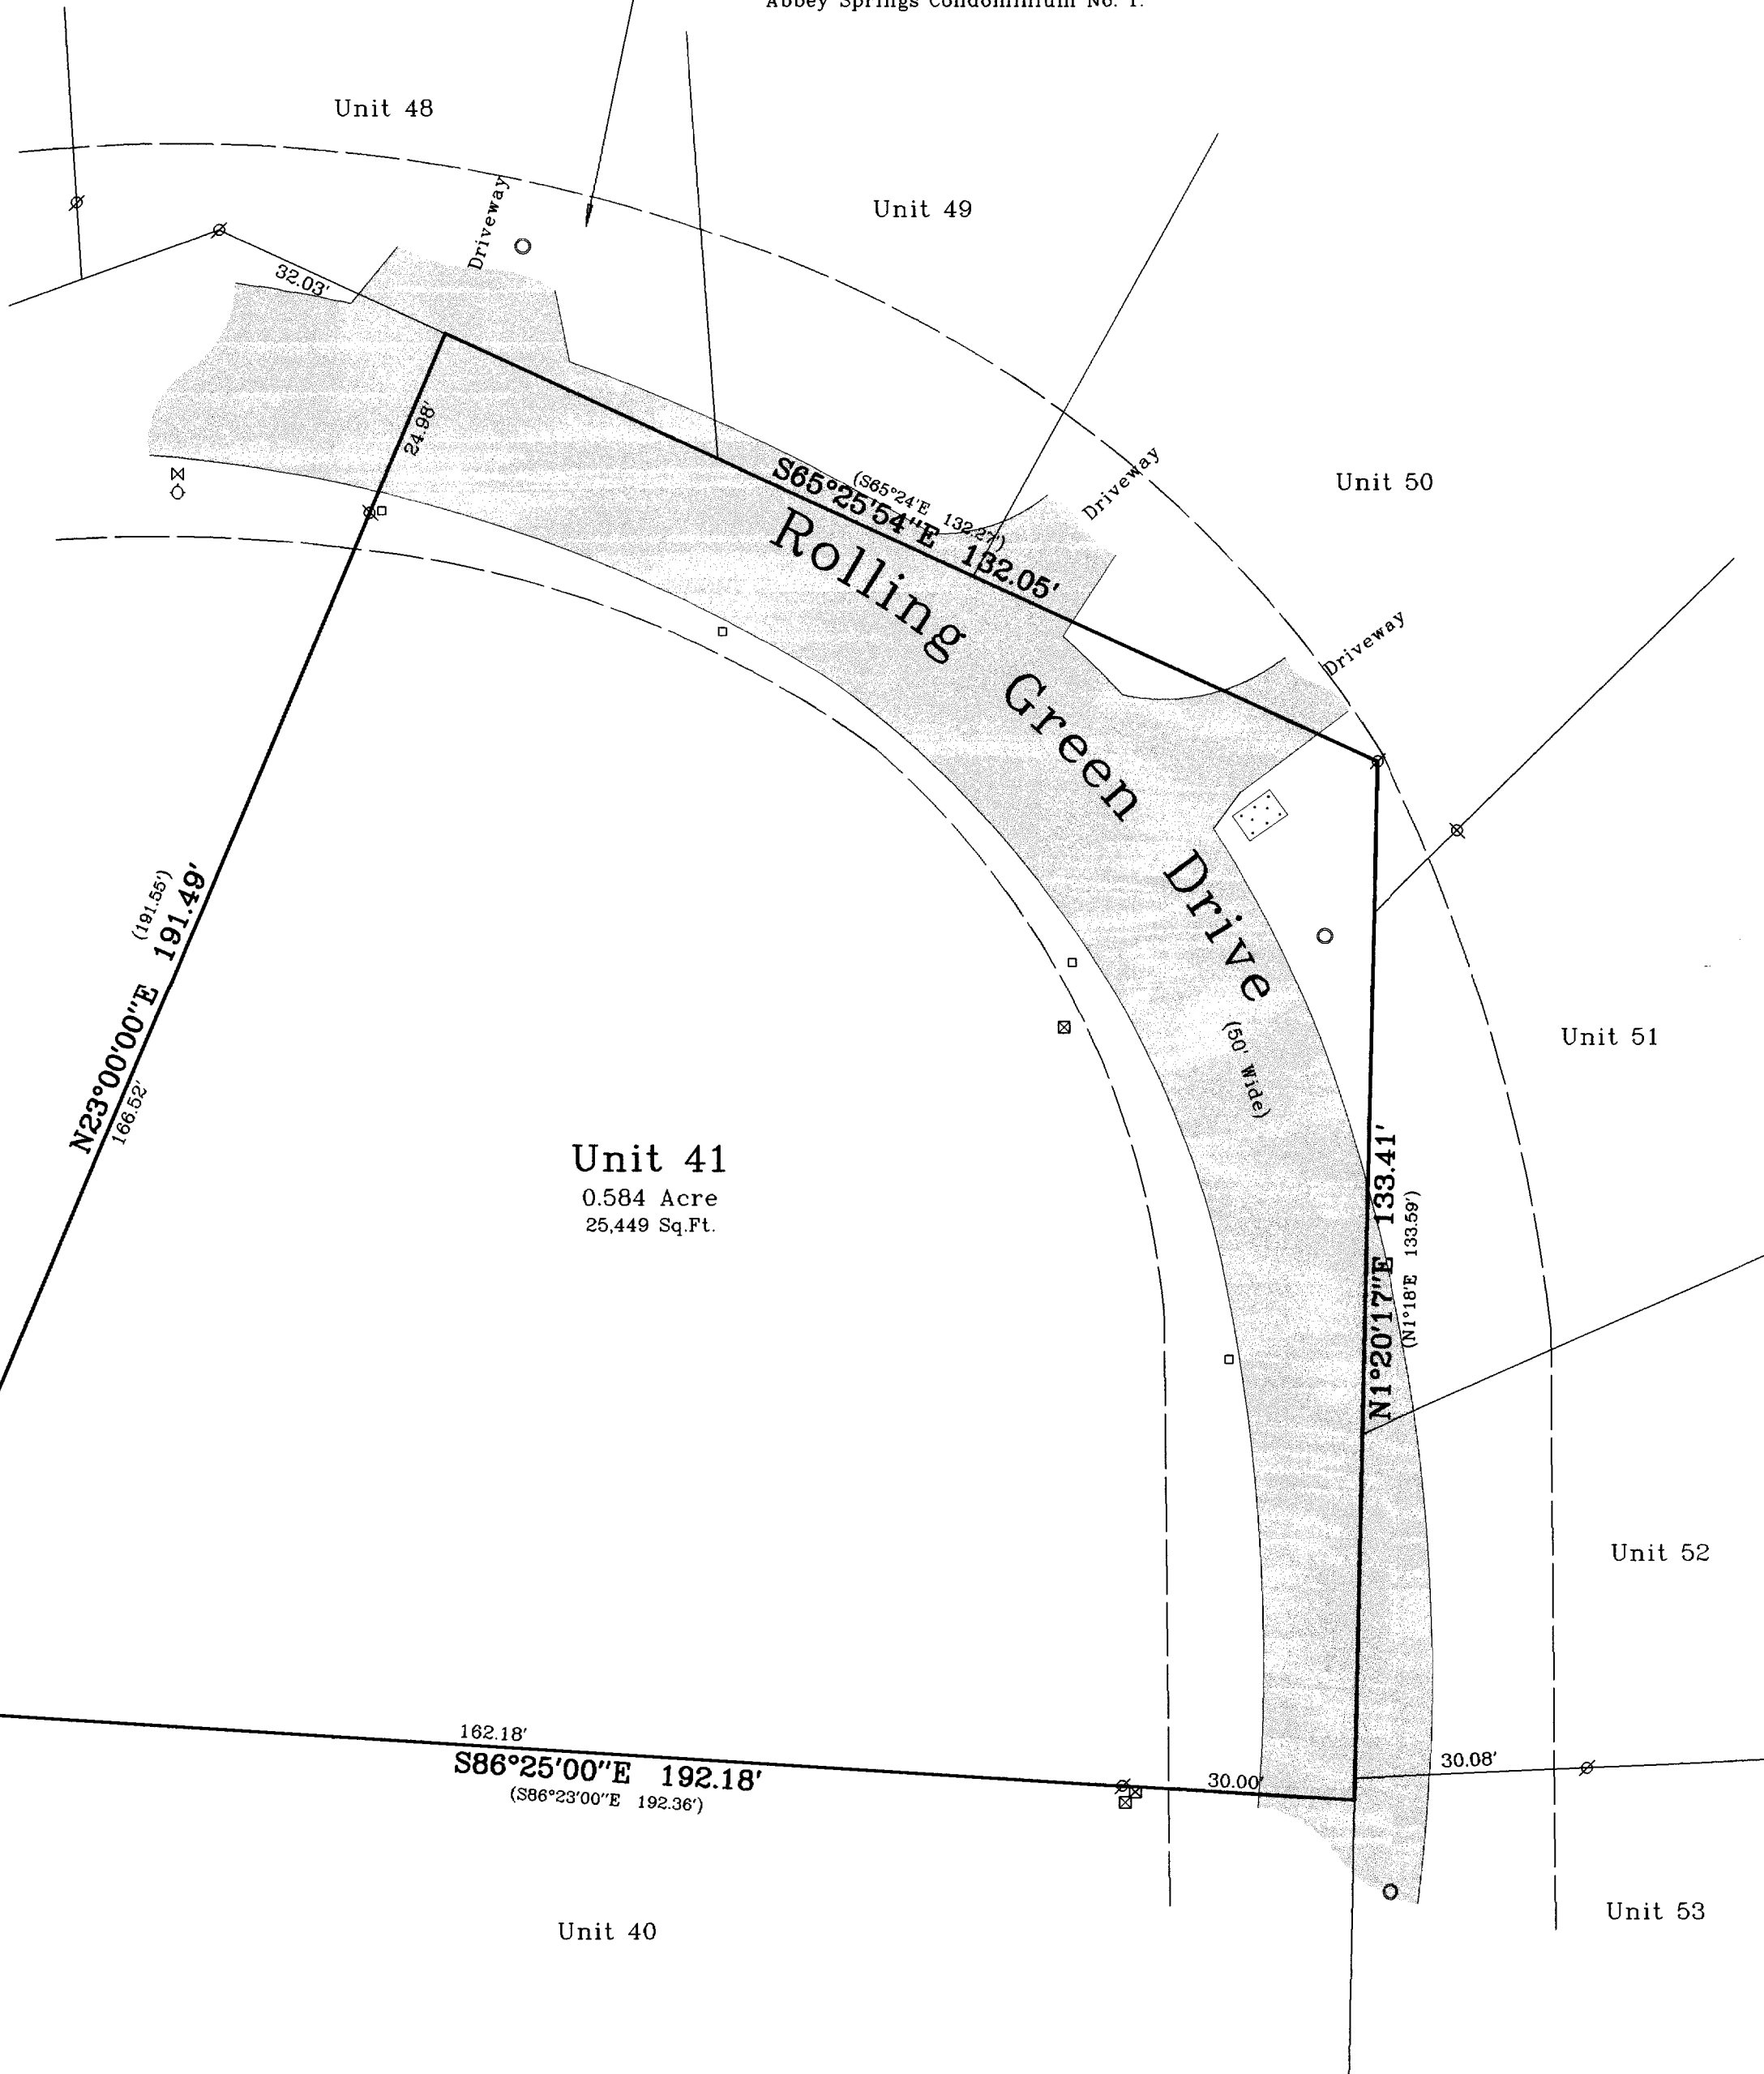 Abbey Springs Condominium No. 1.
Unit 48
Driveway
Unit 49
32.03'
24.98'
S65°25'54"E 132.05'
(S65°24'E 132.27')
Driveway
Unit 50
Rolling Green Drive
(50' Wide)
Driveway
(191.55')
N23°00'00"E 191.49'
166.52'
Unit 41
0.584 Acre
25,449 Sq.Ft.
Unit 51
N1°20'17"E 133.41'
(N1°18'E 133.59')
Unit 52
162.18'
S86°25'00"E 192.18'
(S86°23'00"E 192.36')
30.00'
30.08'
Unit 40
Unit 53